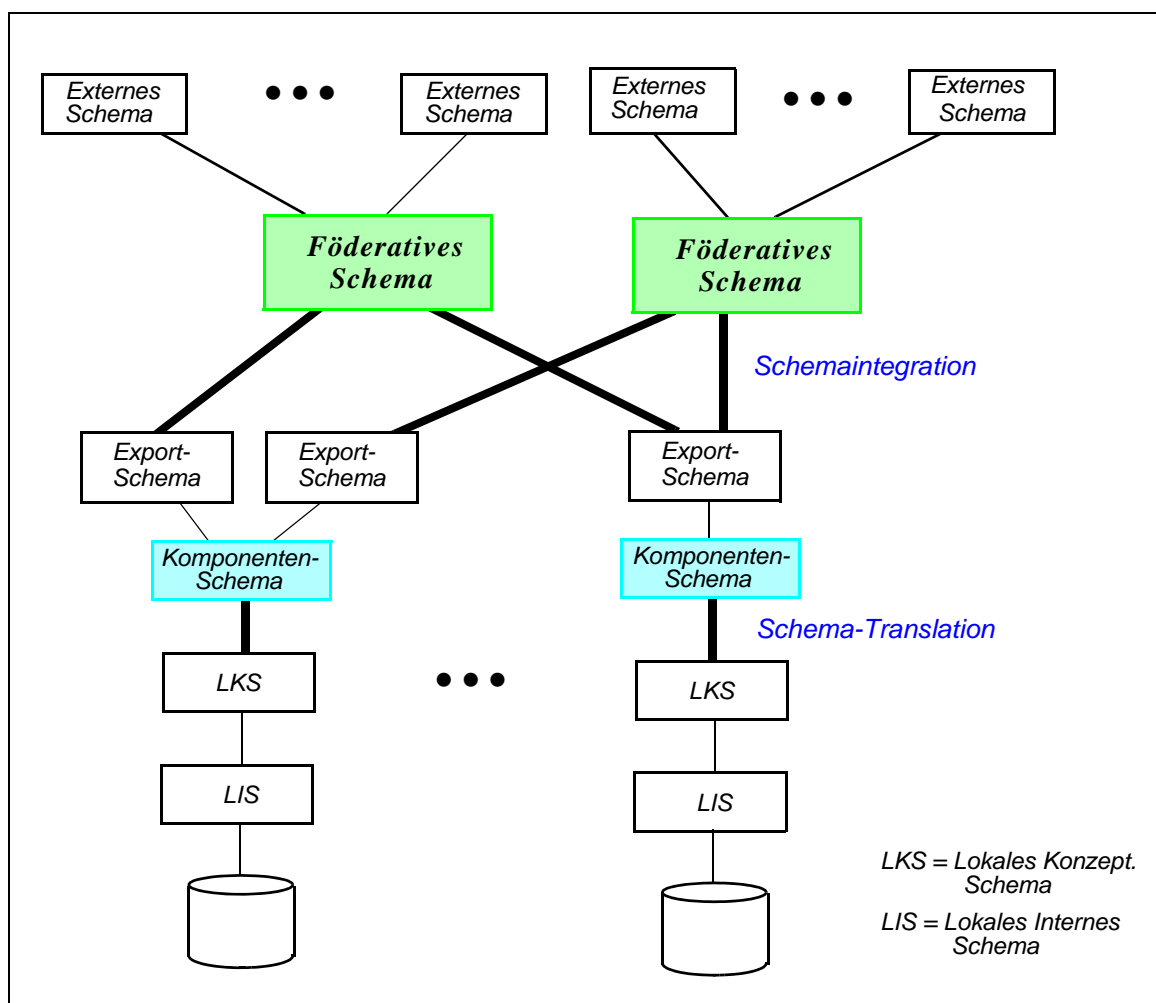 Externes
Schema
Externes
Schema
Externes
Schema
Externes
Schema
Föderatives
Schema
Föderatives
Schema
Schemaintegration
Export-
Schema
Export-
Schema
Export-
Schema
Komponenten-
Schema
Komponenten-
Schema
Schema-Translation
LKS
LKS
LIS
LIS
LKS = Lokales Konzept.
Schema
LIS = Lokales Internes
Schema